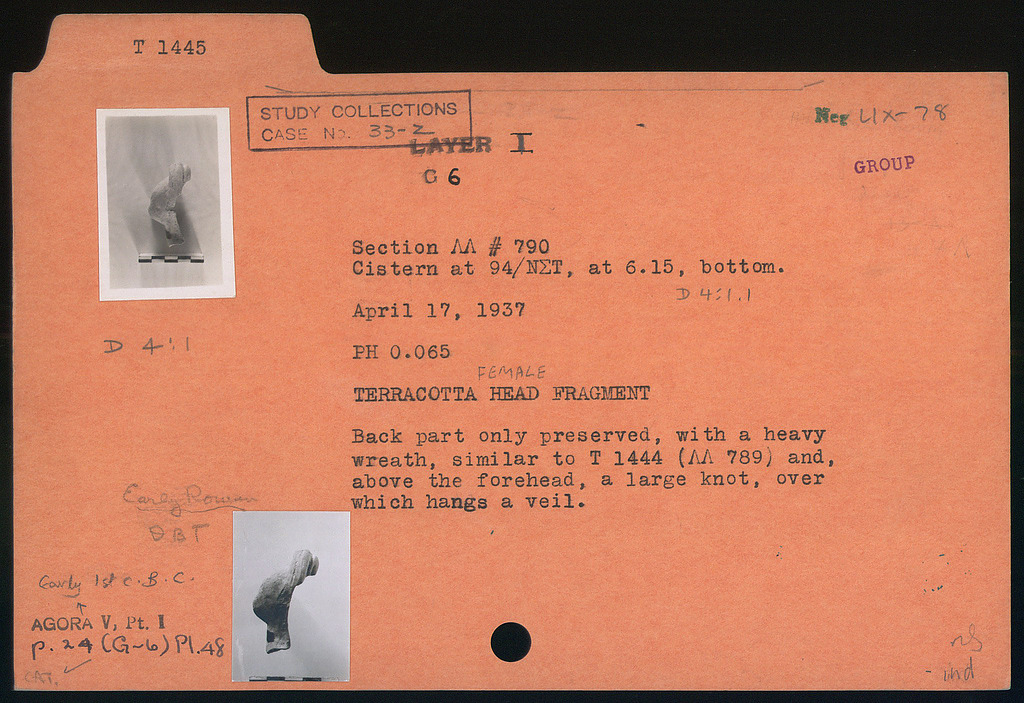 T 1445
STUDY COLLECTIONS
CASE No. 33-2
LAYER I
G 6
Neg LIX-78
GROUP
Section ΛΛ # 790
Cistern at 94/ΝΣΤ, at 6.15, bottom.
D 4:1.1
April 17, 1937
D 4:1
PH 0.065
FEMALE
TERRACOTTA HEAD FRAGMENT
Back part only preserved, with a heavy
wreath, similar to T 1444 (ΛΛ 789) and,
above the forehead, a large knot, over
which hangs a veil.
Early Roman
DBT
Early 1st c. B.C.
↑
AGORA V, Pt. I
p. 24 (G-6) Pl. 48
CAT. ✓
ind